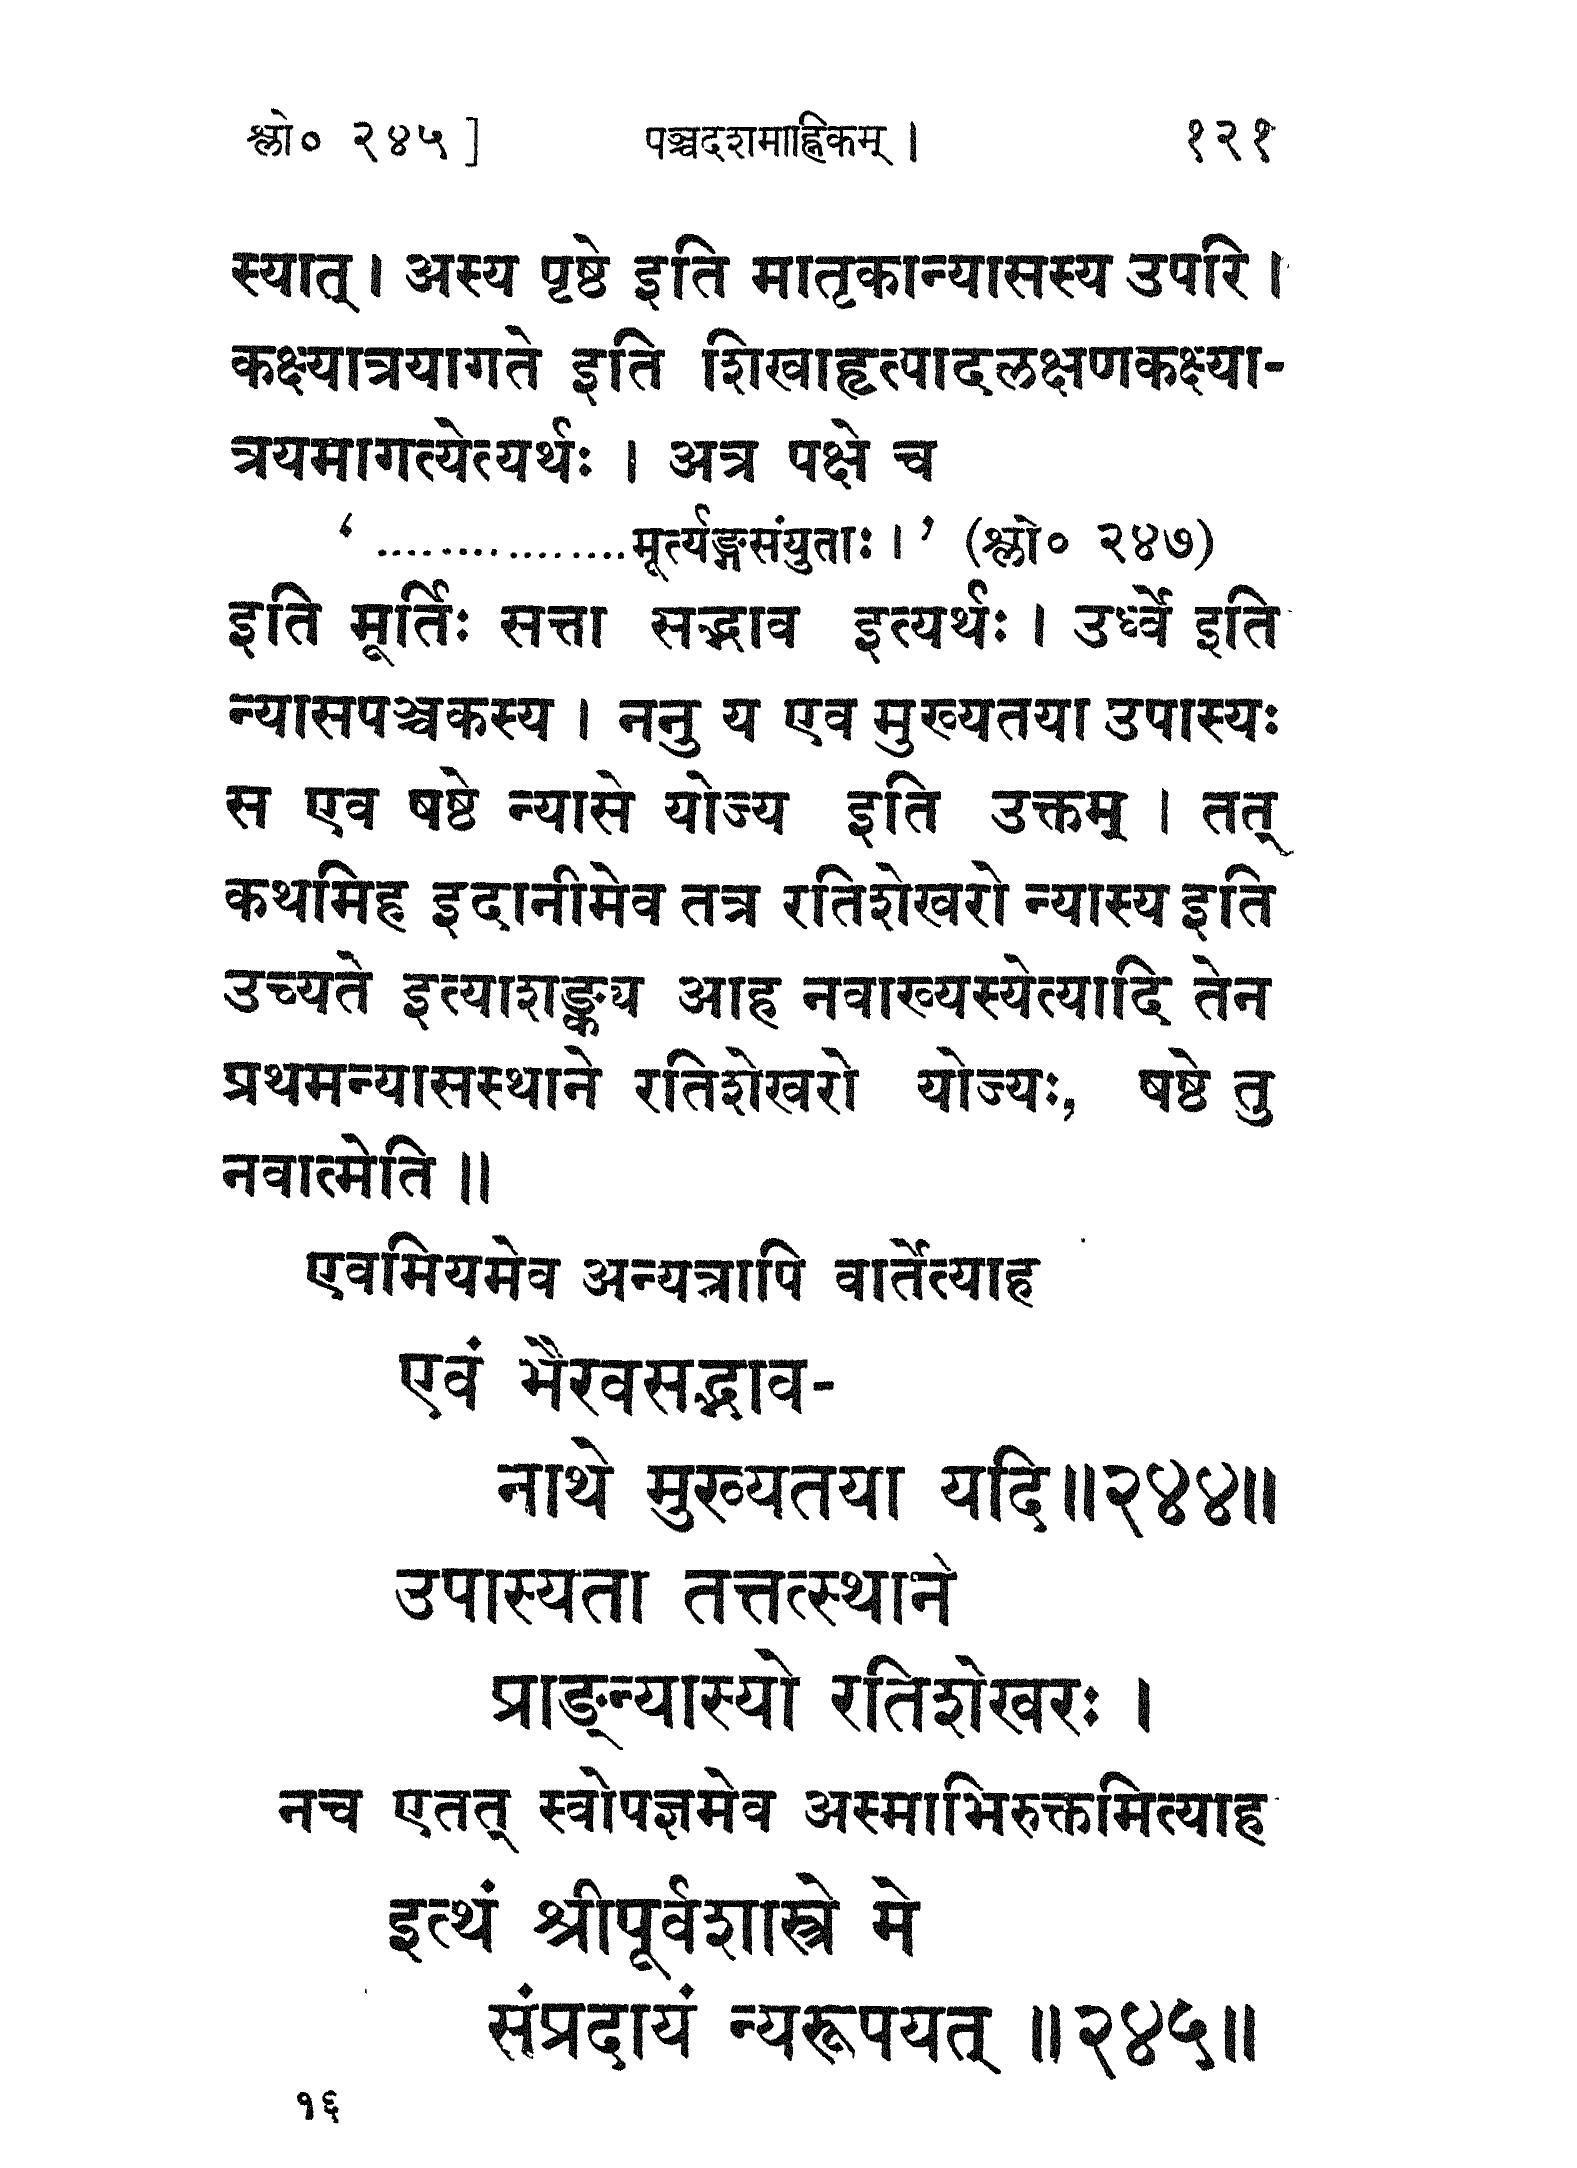 श्लो० २४५] पञ्चदशमाह्निकम् । १२१
स्यात् । अस्य पृष्ठे इति मातृकान्यासस्य उपरि ।
कक्ष्यात्रयागते इति शिखाहृत्पादलक्षणकक्ष्या-
त्रयमागत्येत्यर्थः । अत्र पक्षे च
‘ ................मूर्त्यङ्गसंयुताः ।’ (श्लो० २४७)
इति मूर्तिः सत्ता सद्भाव इत्यर्थः । उर्ध्वे इति
न्यासपञ्चकस्य । ननु य एव मुख्यतया उपास्यः
स एव षष्ठे न्यासे योज्य इति उक्तम् । तत्
कथमिह इदानीमेव तत्र रतिशेखरो न्यास्य इति
उच्यते इत्याशङ्क्य आह नवाख्यस्येत्यादि तेन
प्रथमन्यासस्थाने रतिशेखरो योज्यः, षष्ठे तु
नवात्मेति ॥
एवमियमेव अन्यत्रापि वार्तेत्याह
एवं भैरवसद्भाव-
नाथे मुख्यतया यदि॥२४४॥
उपास्यता तत्तत्स्थाने
प्राङ्न्यास्यो रतिशेखरः ।
नच एतत् स्वोपज्ञमेव अस्माभिरुक्तमित्याह
इत्थं श्रीपूर्वशास्त्रे मे
संप्रदायं न्यरूपयत् ॥२४५॥
१६